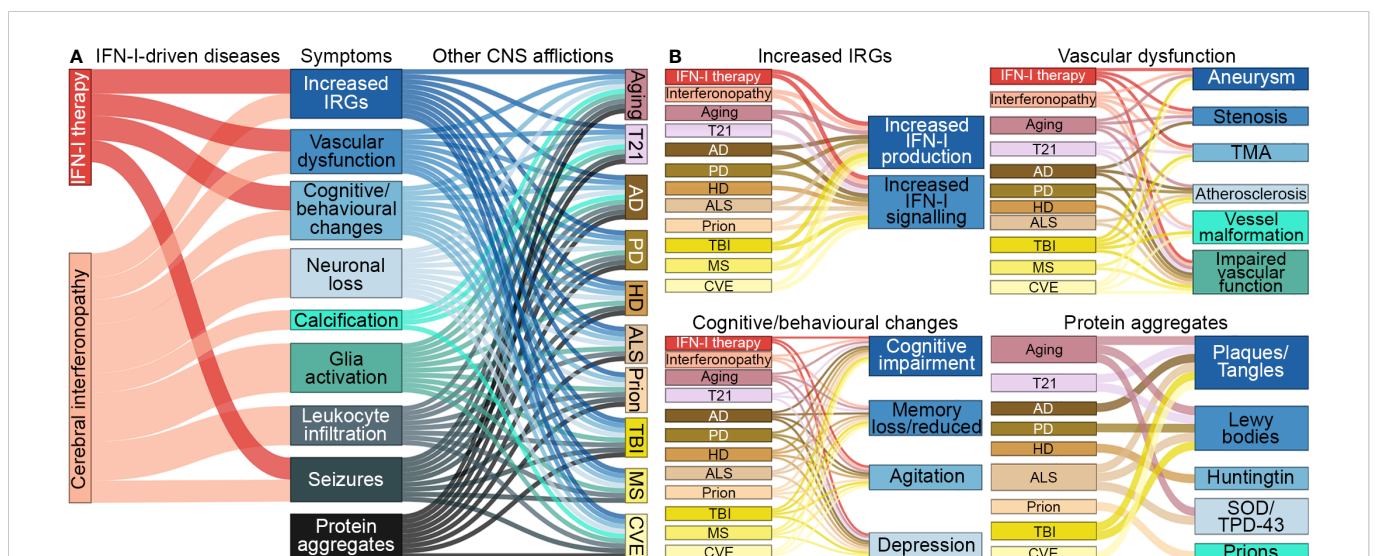 A IFN-I-driven diseases Symptoms Other CNS afflictions
IFN-I therapy
Cerebral interferonopathy
Increased
IRGs
Vascular
dysfunction
Cognitive/
behavioural
changes
Neuronal
loss
Calcification
Glia
activation
Leukocyte
infiltration
Seizures
Protein
aggregates
Aging
T21
AD
PD
HD
ALS
Prion
TBI
MS
CVE
B Increased IRGs
IFN-I therapy
Interferonopathy
Aging
T21
AD
PD
HD
ALS
Prion
TBI
MS
CVE
Increased
IFN-I
production
Increased
IFN-I
signalling
Vascular dysfunction
IFN-I therapy
Interferonopathy
Aging
T21
AD
PD
HD
ALS
TBI
MS
CVE
Aneurysm
Stenosis
TMA
Atherosclerosis
Vessel
malformation
Impaired
vascular
function
Cognitive/behavioural changes
IFN-I therapy
Interferonopathy
Aging
T21
AD
PD
HD
ALS
Prion
TBI
MS
CVE
Cognitive
impairment
Memory
loss/reduced
Agitation
Depression
Protein aggregates
Aging
T21
AD
PD
HD
ALS
Prion
TBI
CVE
Plaques/
Tangles
Lewy
bodies
Huntingtin
SOD/
TPD-43
Prions